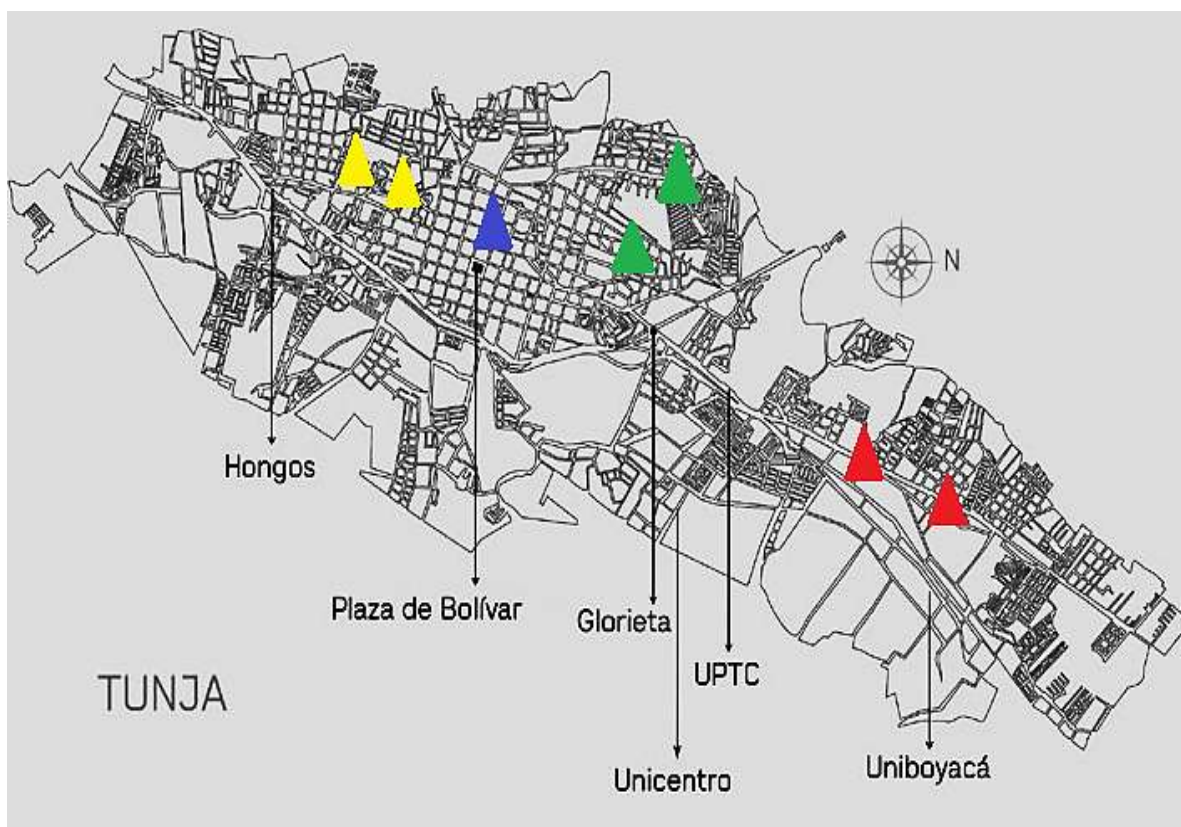 N
Hongos
Plaza de Bolívar
Glorieta
UPTC
TUNJA
Unicentro
Uniboyacá